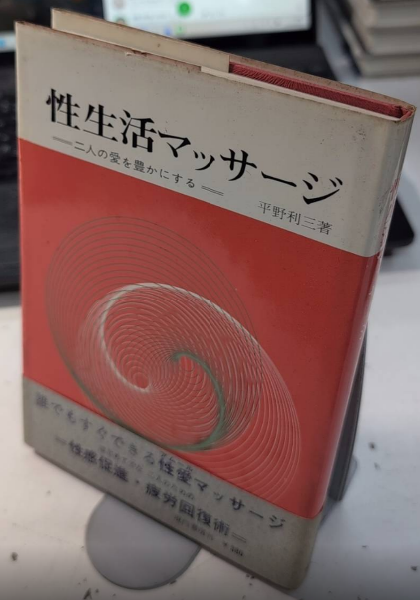 性生活マッサージ
二人の愛を豊かにする
平野利三著
誰でもすぐできる性愛マッサージ
性感促進・疲労回復術